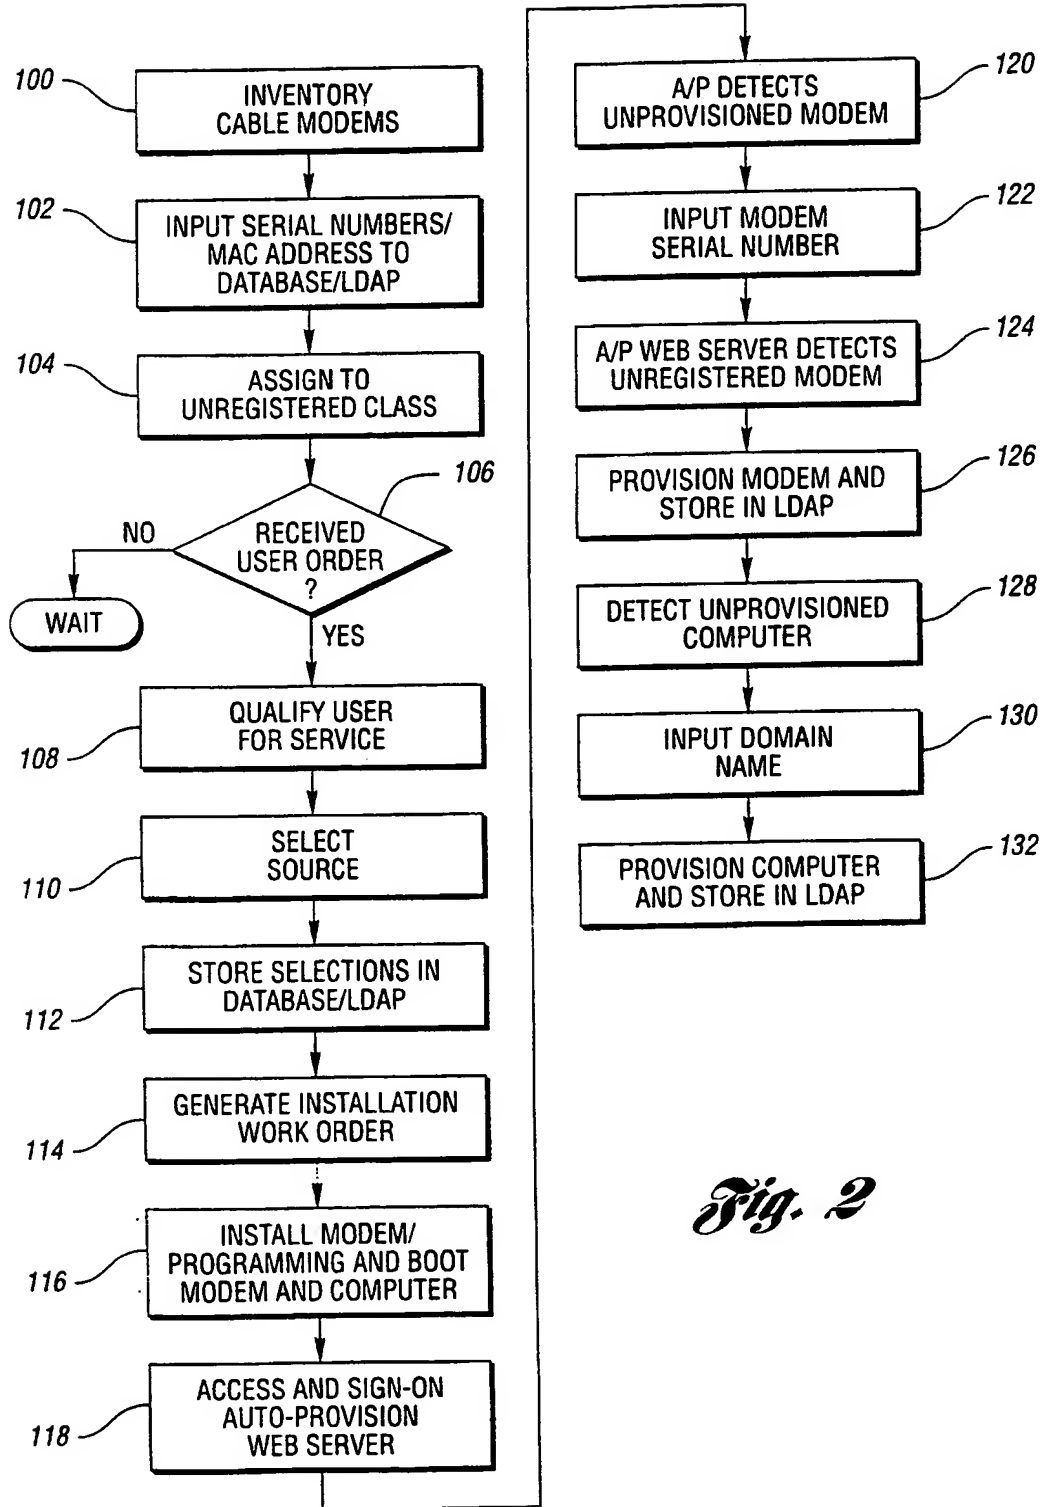 100
INVENTORY
CABLE MODEMS
102
INPUT SERIAL NUMBERS/
MAC ADDRESS TO
DATABASE/LDAP
104
ASSIGN TO
UNREGISTERED CLASS
106
RECEIVED
USER ORDER
?
NO
WAIT
YES
108
QUALIFY USER
FOR SERVICE
110
SELECT
SOURCE
112
STORE SELECTIONS IN
DATABASE/LDAP
114
GENERATE INSTALLATION
WORK ORDER
116
INSTALL MODEM/
PROGRAMMING AND BOOT
MODEM AND COMPUTER
118
ACCESS AND SIGN-ON
AUTO-PROVISION
WEB SERVER
120
A/P DETECTS
UNPROVISIONED MODEM
122
INPUT MODEM
SERIAL NUMBER
124
A/P WEB SERVER DETECTS
UNREGISTERED MODEM
126
PROVISION MODEM AND
STORE IN LDAP
128
DETECT UNPROVISIONED
COMPUTER
130
INPUT DOMAIN
NAME
132
PROVISION COMPUTER
AND STORE IN LDAP
Fig. 2